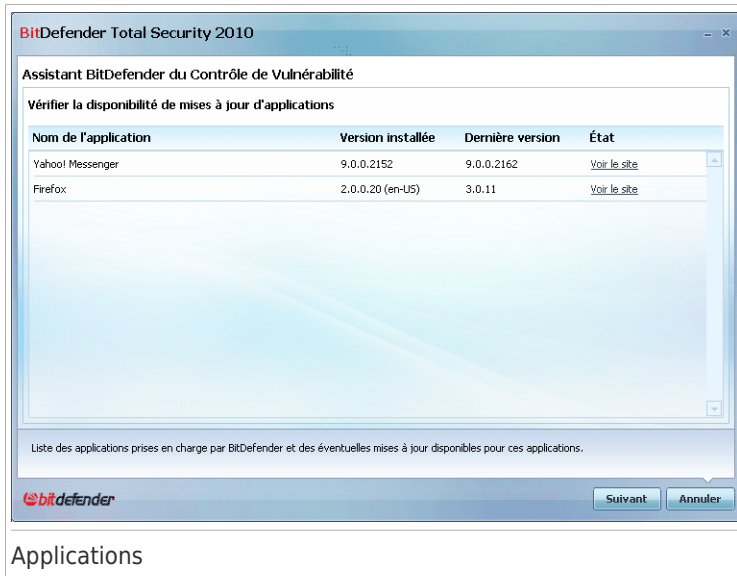 BitDefender Total Security 2010
Assistant BitDefender du Contrôle de Vulnérabilité
Vérifier la disponibilité de mises à jour d'applications
Nom de l'application Version installée Dernière version État
Yahoo! Messenger 9.0.0.2152 9.0.0.2162 Voir le site
Firefox 2.0.0.20 (en-US) 3.0.11 Voir le site
Liste des applications prises en charge par BitDefender et des éventuelles mises à jour disponibles pour ces applications.
bitdefender
Suivant Annuler
Applications